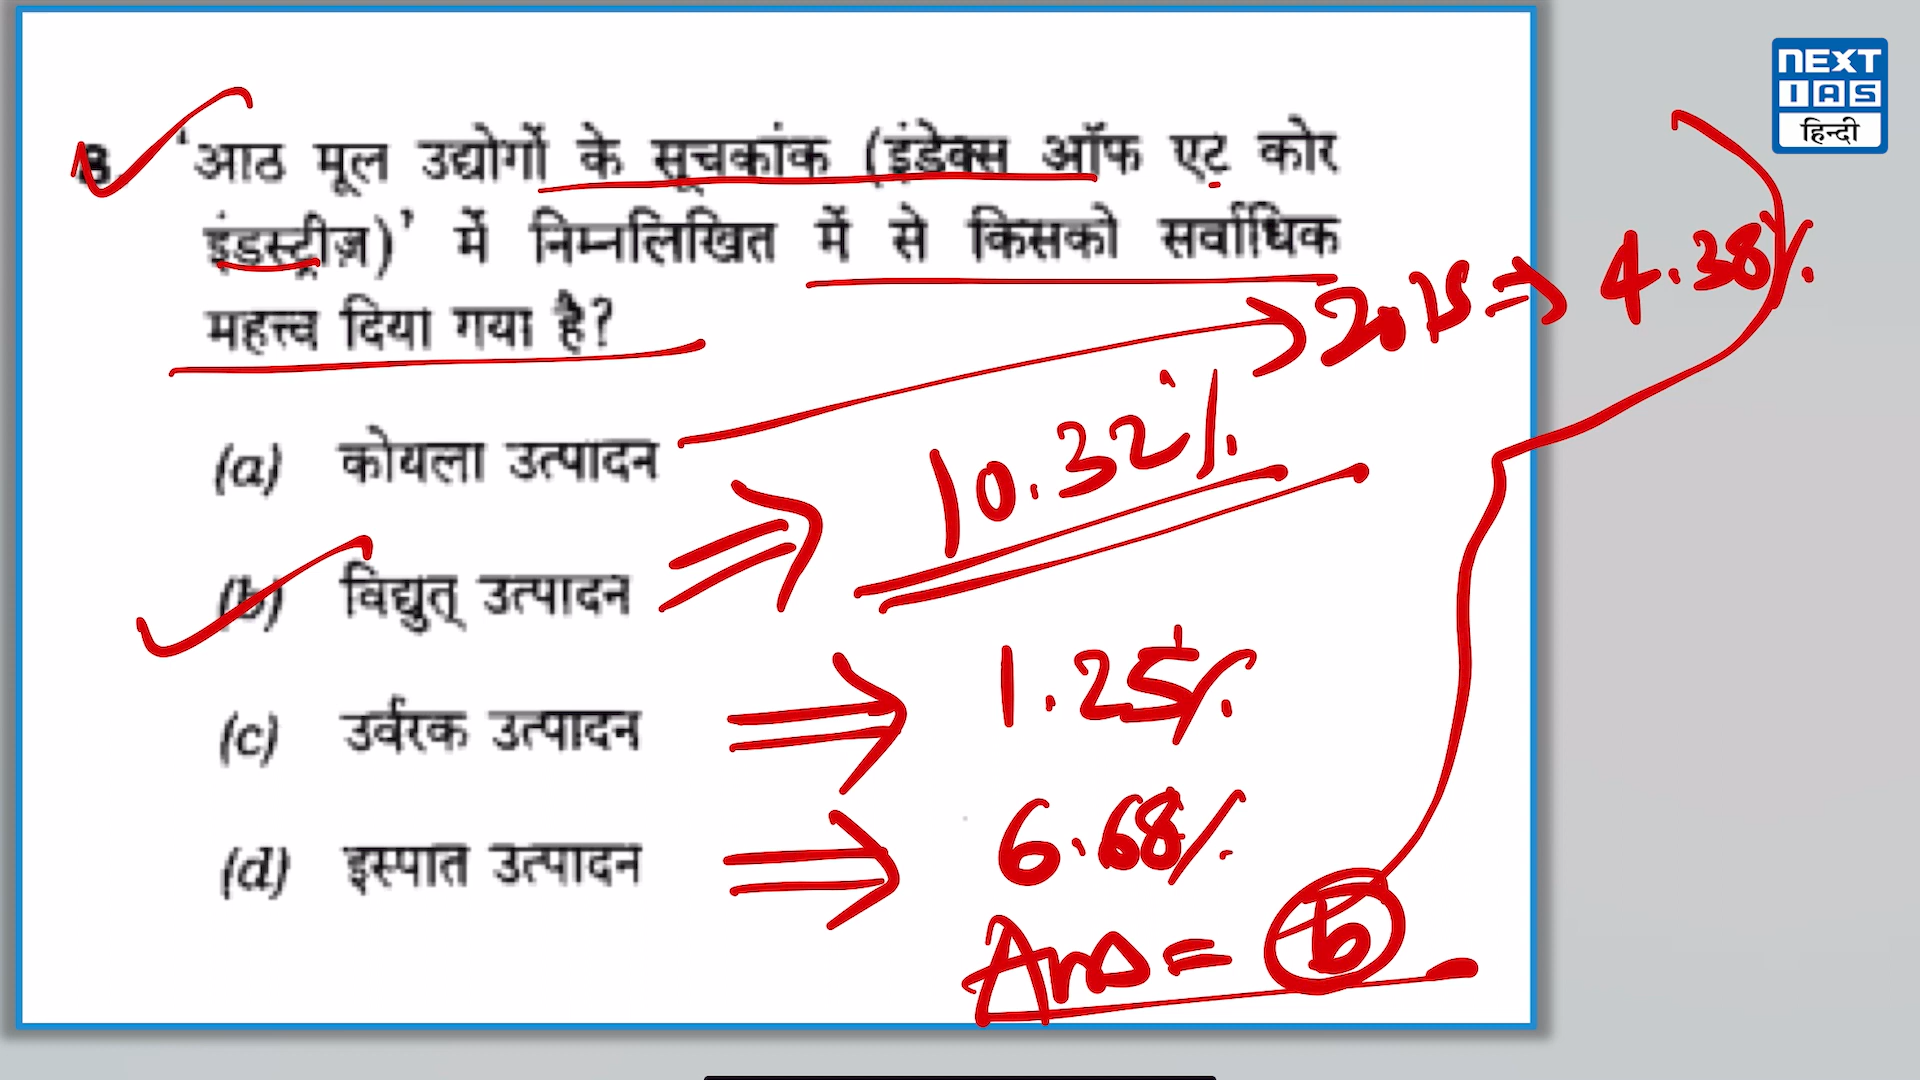 NEXT
IAS
हिन्दी
8. 'आठ मूल उद्योगों के सूचकांक (इंडेक्स ऑफ एट कोर
इंडस्ट्रीज़)' में निम्नलिखित में से किसको सर्वाधिक
महत्त्व दिया गया है?
2015 ⇒ 4.38%
(a) कोयला उत्पादन
10.32%
(b) विद्युत् उत्पादन
(c) उर्वरक उत्पादन
1.25%
(d) इस्पात उत्पादन
6.68%
Ans = b